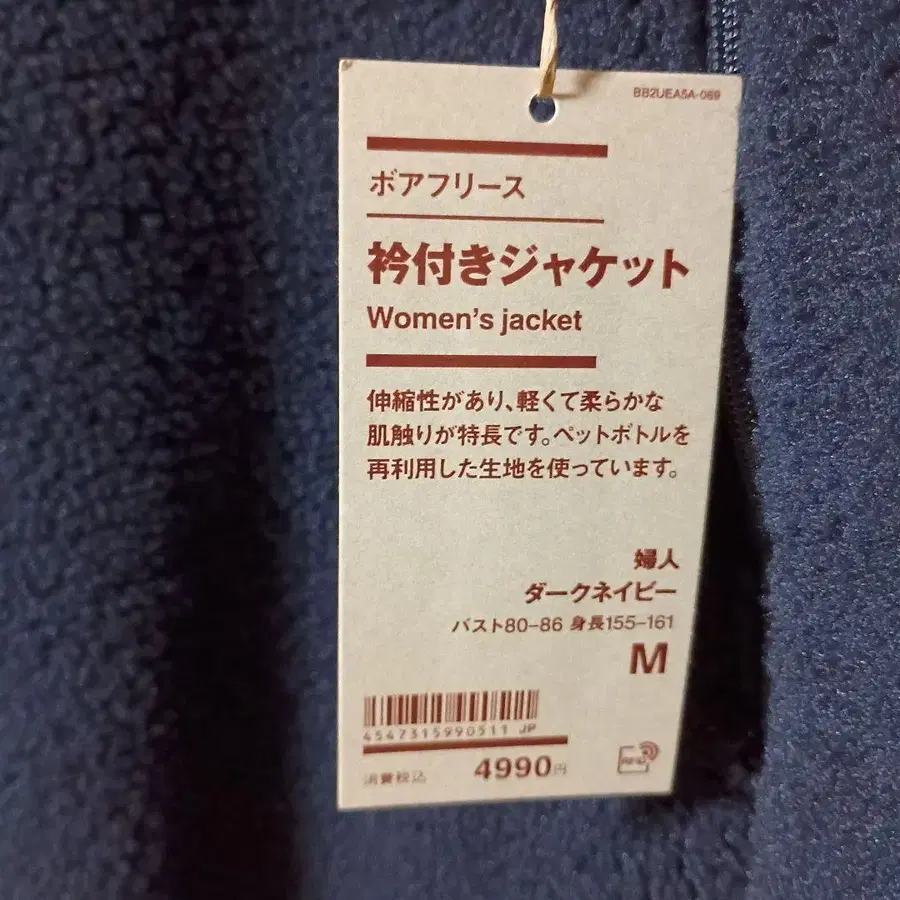 BB2UEA5A-069
ボアフリース
衿付きジャケット
Women's jacket
伸縮性があり、軽くて柔らかな
肌触りが特長です。ペットボトルを
再利用した生地を使っています。
婦人
ダークネイビー
バスト80-86 身長155-161
M
4547315990511 JP
消費税込 4990円
RFID